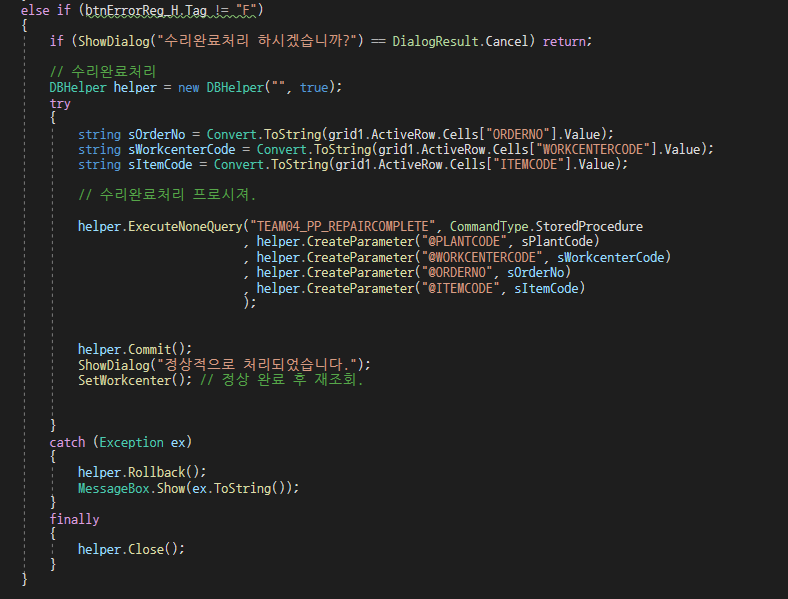 else if (btnErrorReg_H.Tag != "F")
{
if (ShowDialog("수리완료처리 하시겠습니까?") == DialogResult.Cancel) return;
// 수리완료처리
DBHelper helper = new DBHelper("", true);
try
{
string sOrderNo = Convert.ToString(grid1.ActiveRow.Cells["ORDERNO"].Value);
string sWorkcenterCode = Convert.ToString(grid1.ActiveRow.Cells["WORKCENTERCODE"].Value);
string sItemCode = Convert.ToString(grid1.ActiveRow.Cells["ITEMCODE"].Value);
// 수리완료처리 프로시져.
helper.ExecuteNoneQuery("TEAM04_PP_REPAIRCOMPLETE", CommandType.StoredProcedure
, helper.CreateParameter("@PLANTCODE", sPlantCode)
, helper.CreateParameter("@WORKCENTERCODE", sWorkcenterCode)
, helper.CreateParameter("@ORDERNO", sOrderNo)
, helper.CreateParameter("@ITEMCODE", sItemCode)
);
helper.Commit();
ShowDialog("정상적으로 처리되었습니다.");
SetWorkcenter(); // 정상 완료 후 재조회.
}
catch (Exception ex)
{
helper.Rollback();
MessageBox.Show(ex.ToString());
}
finally
{
helper.Close();
}
}